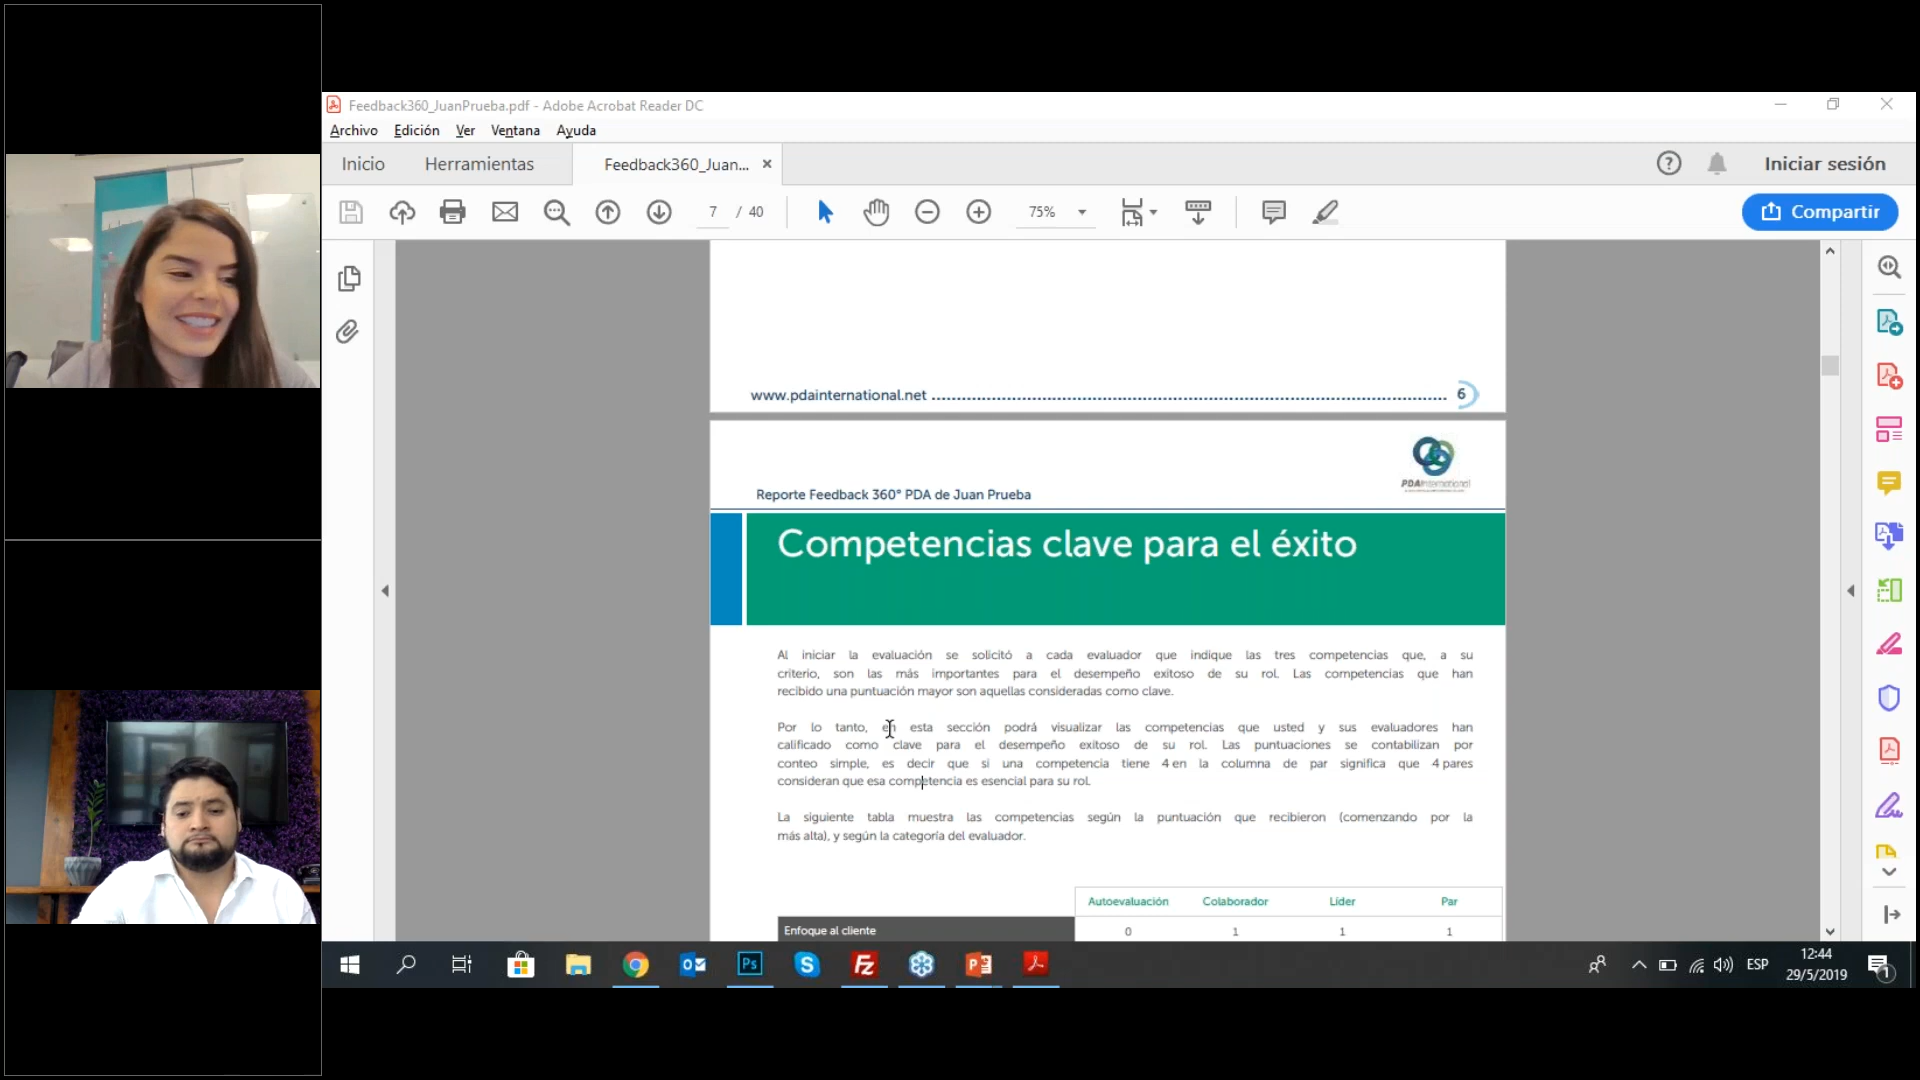 Feedback360_JuanPrueba.pdf - Adobe Acrobat Reader DC
Archivo Edición Ver Ventana Ayuda
Inicio Herramientas Feedback360_Juan... × Iniciar sesión
7 / 40 75% Compartir
www.pdainternational.net 6
PDA International
Reporte Feedback 360° PDA de Juan Prueba
Competencias clave para el éxito
Al iniciar la evaluación se solicitó a cada evaluador que indique las tres competencias que, a su
criterio, son las más importantes para el desempeño exitoso de su rol. Las competencias que han
recibido una puntuación mayor son aquellas consideradas como clave.
Por lo tanto, en esta sección podrá visualizar las competencias que usted y sus evaluadores han
calificado como clave para el desempeño exitoso de su rol. Las puntuaciones se contabilizan por
conteo simple, es decir que si una competencia tiene 4 en la columna de par significa que 4 pares
consideran que esa competencia es esencial para su rol.
La siguiente tabla muestra las competencias según la puntuación que recibieron (comenzando por la
más alta), y según la categoría del evaluador.
Autoevaluación Colaborador Líder Par
Enfoque al cliente 0 1 1 1
Ps
Fz
ESP
12:44
29/5/2019
1